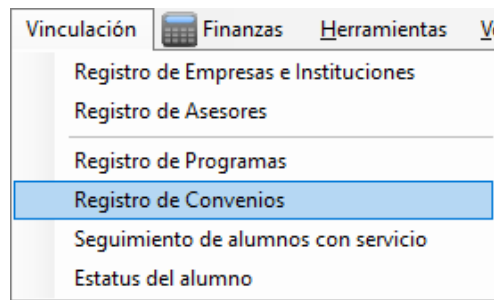 Vinculación Finanzas Herramientas
Registro de Empresas e Instituciones
Registro de Asesores
Registro de Programas
Registro de Convenios
Seguimiento de alumnos con servicio
Estatus del alumno